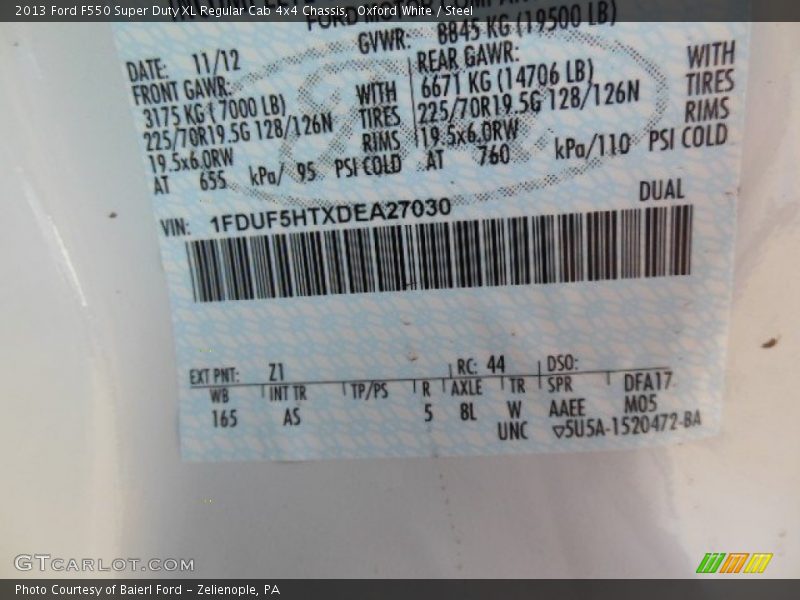 2013 Ford F550 Super Duty XL Regular Cab 4x4 Chassis, Oxford White / Steel
FORD MOTOR
GVWR: 8845 KG (19500 LB)
DATE: 11/12
FRONT GAWR:
3175 KG (7000 LB) WITH
225/70R19.5G 128/126N TIRES
19.5x6.0RW RIMS
AT 655 kPa/ 95 PSI COLD
REAR GAWR:
6671 KG (14706 LB) WITH
225/70R19.5G 128/126N TIRES
19.5x6.0RW RIMS
AT 760 kPa/110 PSI COLD
DUAL
VIN: 1FDUF5HTXDEA27030
EXT PNT: Z1 RC: 44 DSO:
WB INT TR TP/PS R AXLE TR SPR DFA17
165 AS 5 8L W AAEE M05
UNC ▽5U5A-1520472-BA
GTCARLOT.COM
Photo Courtesy of Baierl Ford - Zelienople, PA